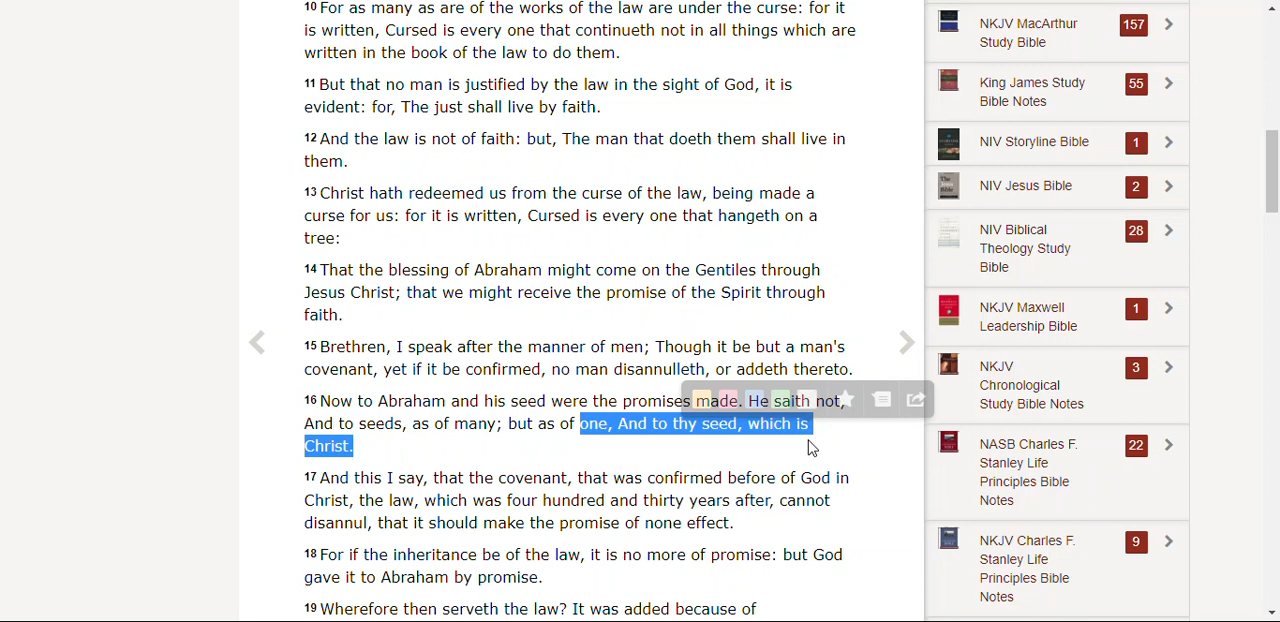 10 For as many as are of the works of the law are under the curse: for it
is written, Cursad is every one that continueth not in all things which are
written in the book of the law to do them.
11 But that no man is justified by the law in the sight of God, it is
evident: for, The just shall live by faith.
12 And the law is not of faith: but, The man that doeth them shall live in
them.
13 Christ hath redeemed us from the curse of the law, being made a
curse for us: for it is written, Cursed is every one that hangeth on a
tree:
14 That the blessing of Abraham might come on the Gentiles through
Jesus Christ; that we might receive the promise of the Spirit through
faith.
15 Brethren, I speak after the manner of men; Though it be but a man's
covenant, yet if it be confirmed, no man disannulleth, or addeth thereto.
16 Now to Abraham and his seed were the promises made. He saith not,
And to seeds, as of many; but as of one, And to thy seed, which is
Christ.
17 And this I say, that the covenant, that was confirmed before of God in
Christ, the law, which was four hundred and thirty years after, cannot
disannul, that it should make the promise of none effect.
18 For if the inheritance be of the law, it is no more of promise: but God
gave it to Abraham by promise.
19 Wherefore then serveth the law? It was added because of
NKJV MacArthur
Study Bible
157
King James Study
Bible Notes
55
NIV Storyline Bible
1
NIV Jesus Bible
2
NIV Biblical
Theology Study
Bible
28
NKJV Maxwell
Leadership Bible
1
NKJV
Chronological
Study Bible Notes
3
NASB Charles F.
Stanley Life
Principles Bible
Notes
22
NKJV Charles F.
Stanley Life
Principles Bible
Notes
9